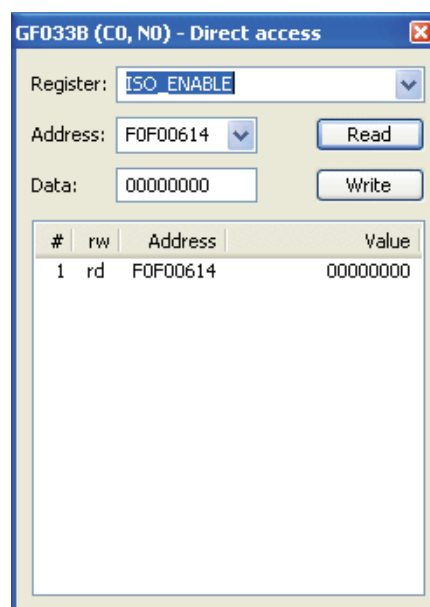 GF033B (C0, N0) - Direct access
Register: ISO_ENABLE
Address: F0F00614 Read
Data: 00000000 Write
# rw Address Value
1 rd F0F00614 00000000